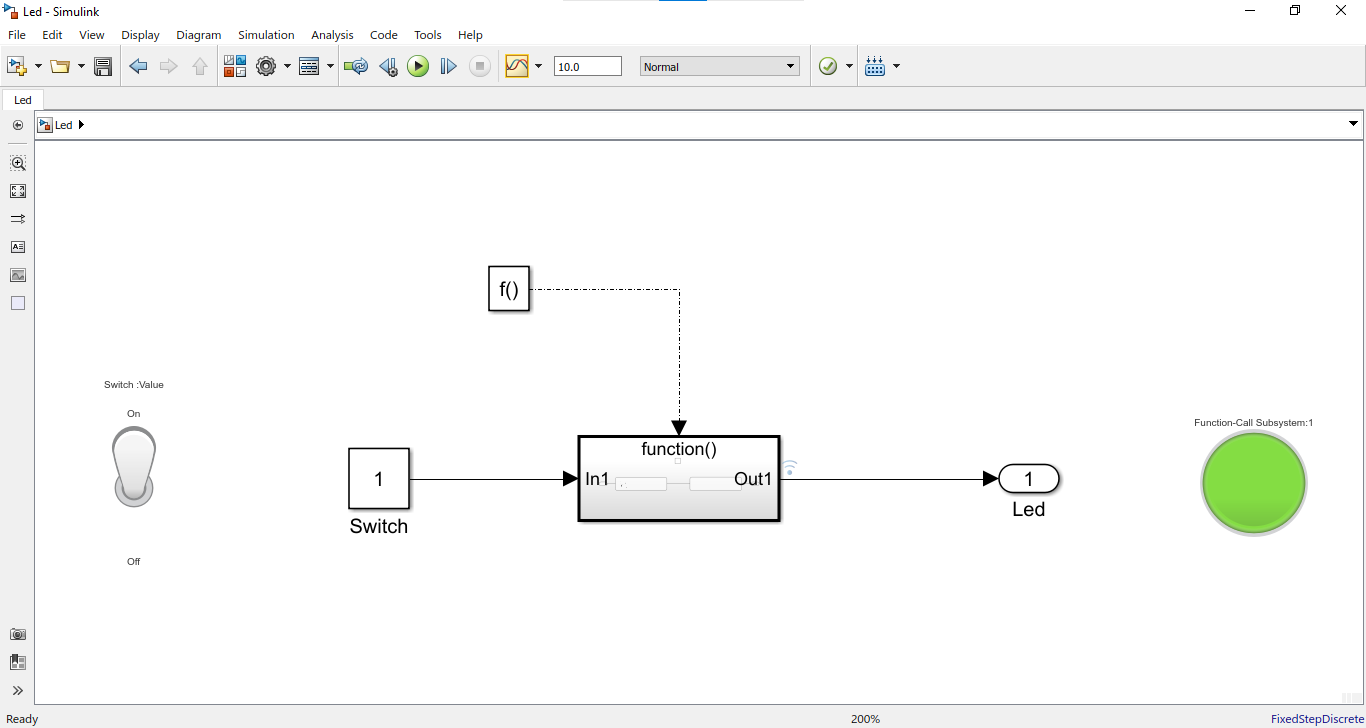 Led - Simulink
File Edit View Display Diagram Simulation Analysis Code Tools Help
10.0 Normal
Led
Led
f()
Switch :Value
On
Off
1
Switch
function()
In1 Out1
1
Led
Function-Call Subsystem:1
Ready 200% FixedStepDiscrete